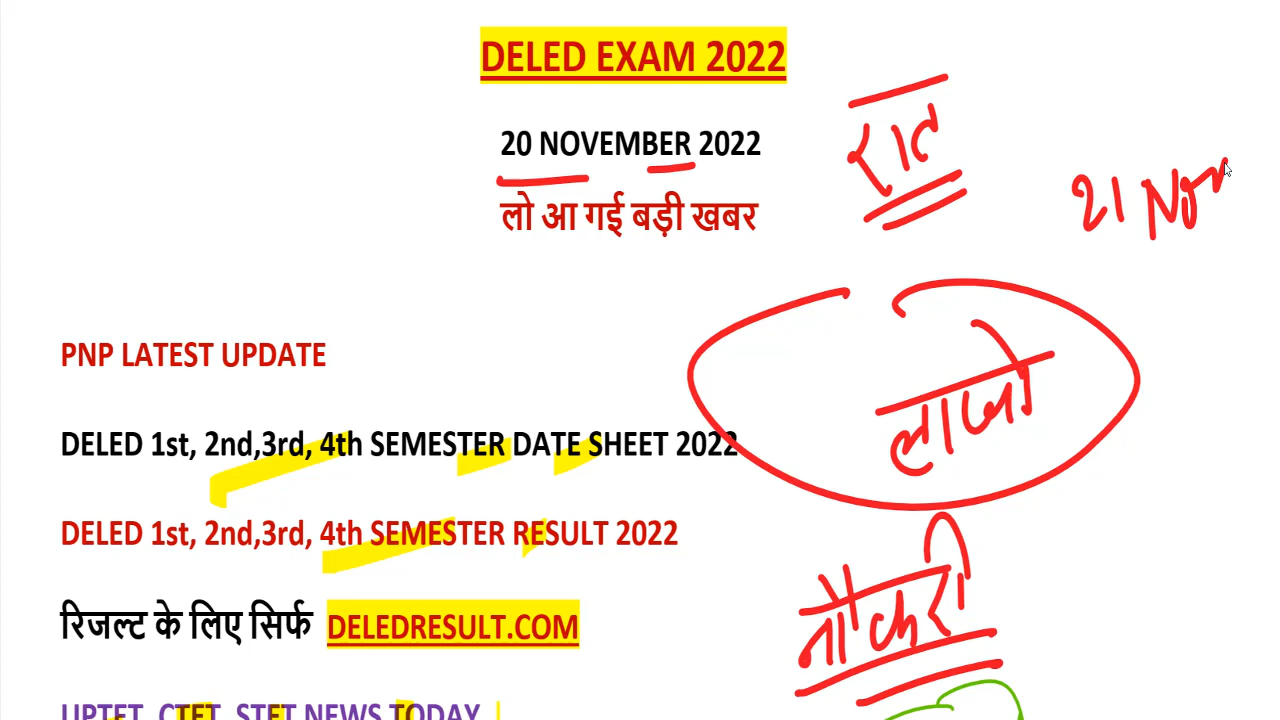 DELED EXAM 2022
20 NOVEMBER 2022
रात
21 Nov
लो आ गई बड़ी खबर
PNP LATEST UPDATE
लाखो
DELED 1st, 2nd,3rd, 4th SEMESTER DATE SHEET 2022
DELED 1st, 2nd,3rd, 4th SEMESTER RESULT 2022
नौकरी
रिजल्ट के लिए सिर्फ DELEDRESULT.COM
UPTET, CTET, STET NEWS TODAY